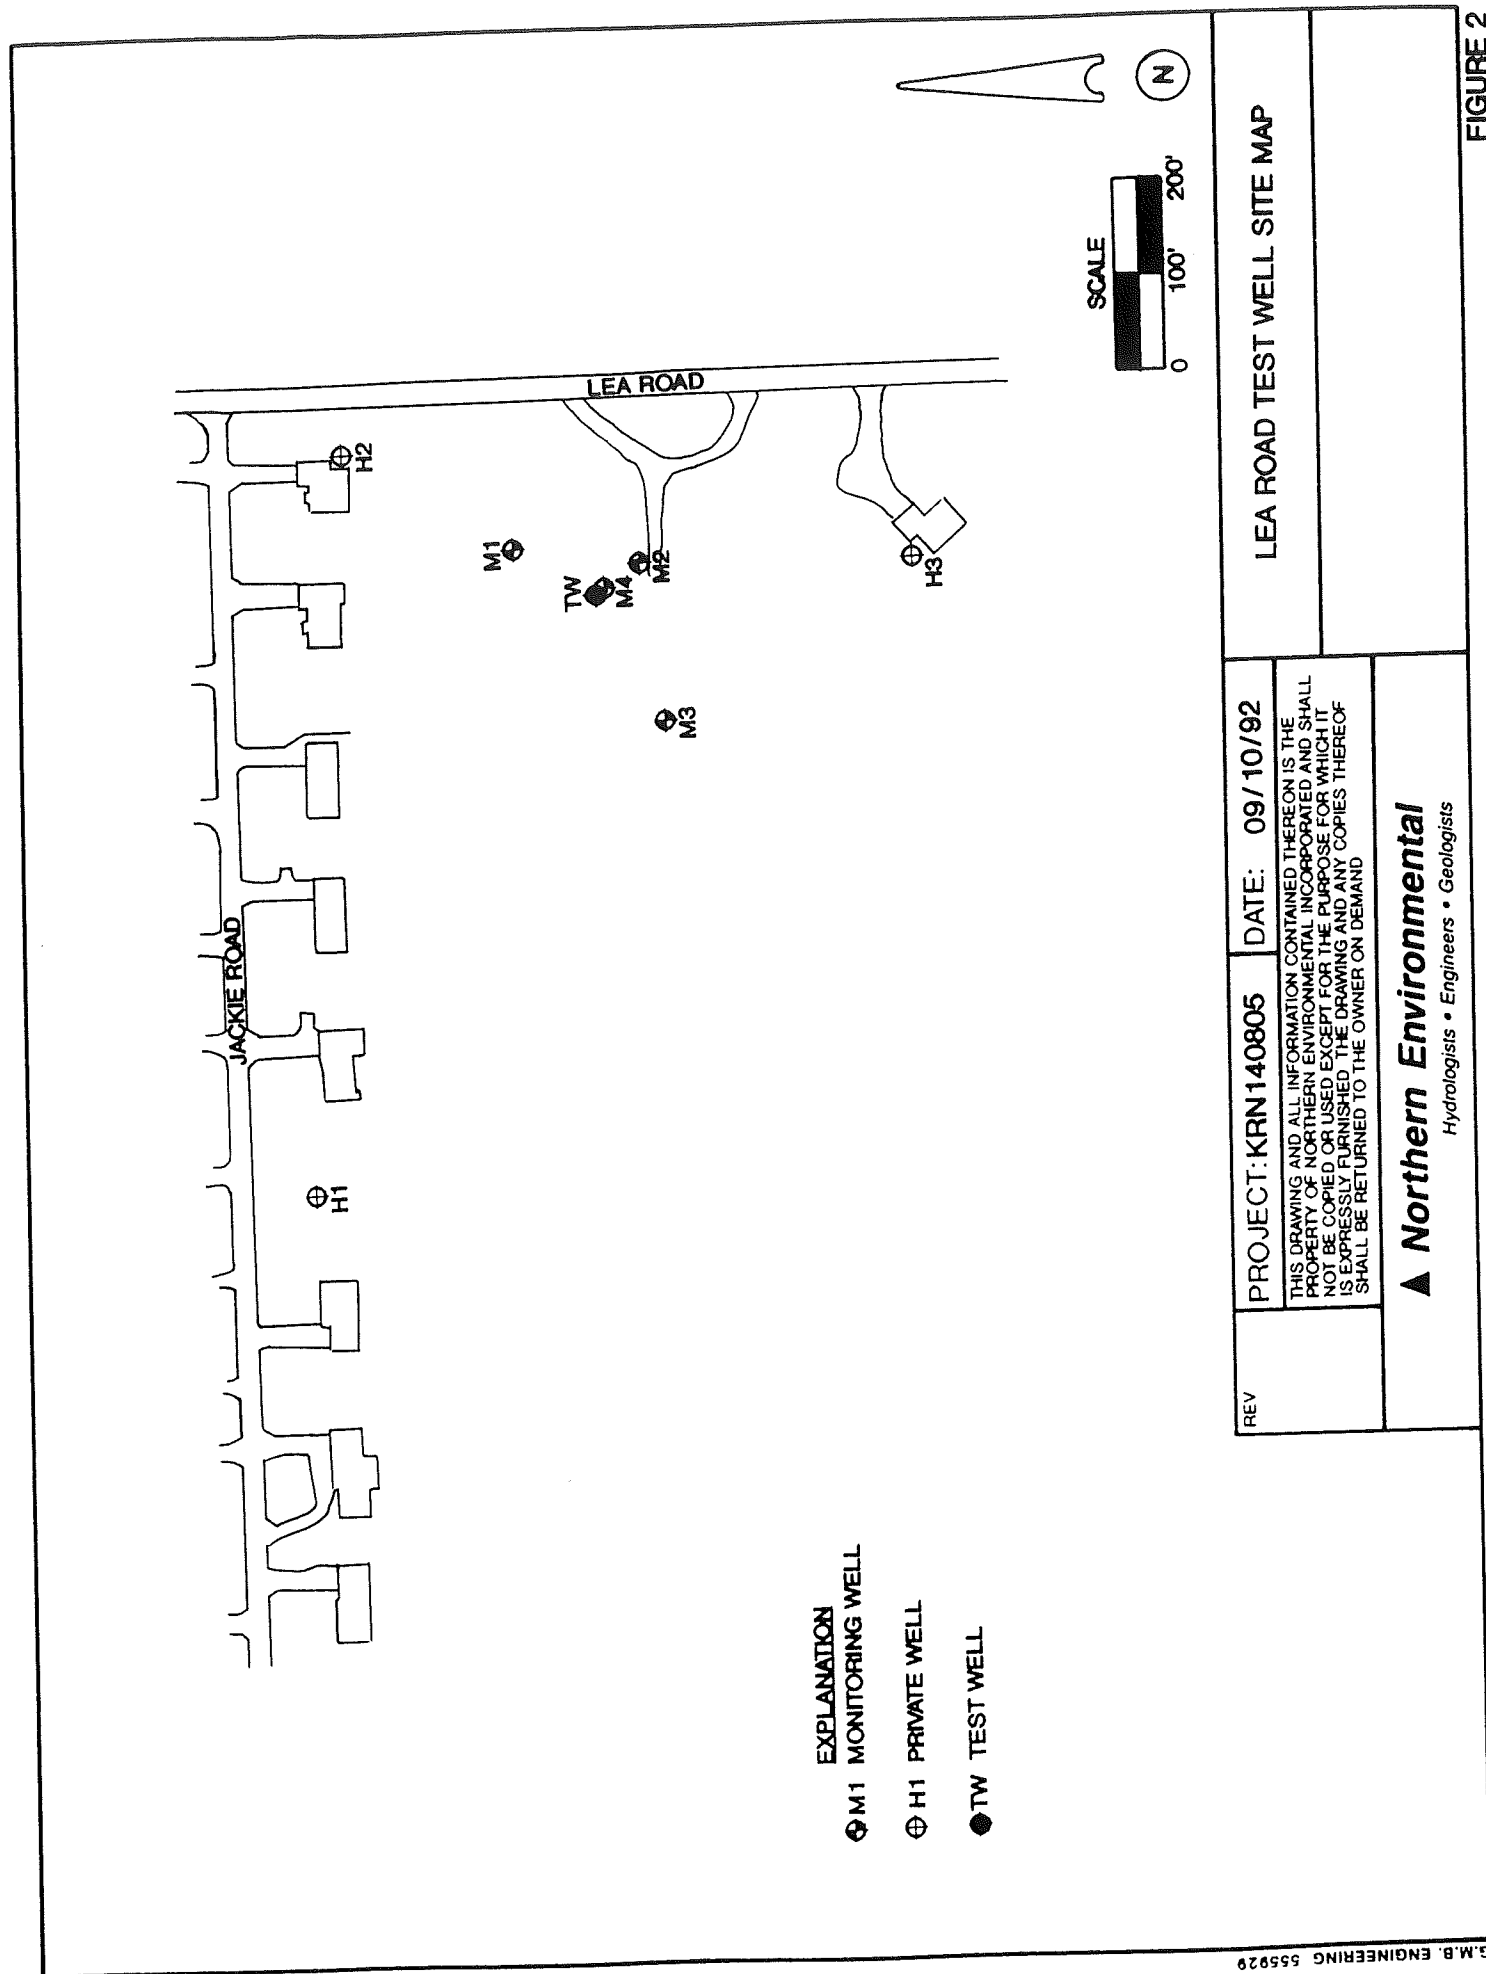 JACKIE ROAD
LEA ROAD
H2
M1
TW
M4
M2
M3
H3
H1
EXPLANATION
M1 MONITORING WELL
H1 PRIVATE WELL
TW TEST WELL
SCALE
0 100' 200'
N
REV
PROJECT: KRN140805
DATE: 09/10/92
THIS DRAWING AND ALL INFORMATION CONTAINED THEREON IS THE
PROPERTY OF NORTHERN ENVIRONMENTAL INCORPORATED AND SHALL
NOT BE COPIED OR USED EXCEPT FOR THE PURPOSE FOR WHICH IT
IS EXPRESSLY FURNISHED THE DRAWING AND ANY COPIES THEREOF
SHALL BE RETURNED TO THE OWNER ON DEMAND
LEA ROAD TEST WELL SITE MAP
▲ Northern Environmental
Hydrologists • Engineers • Geologists
FIGURE 2
G.M.B. ENGINEERING 555929